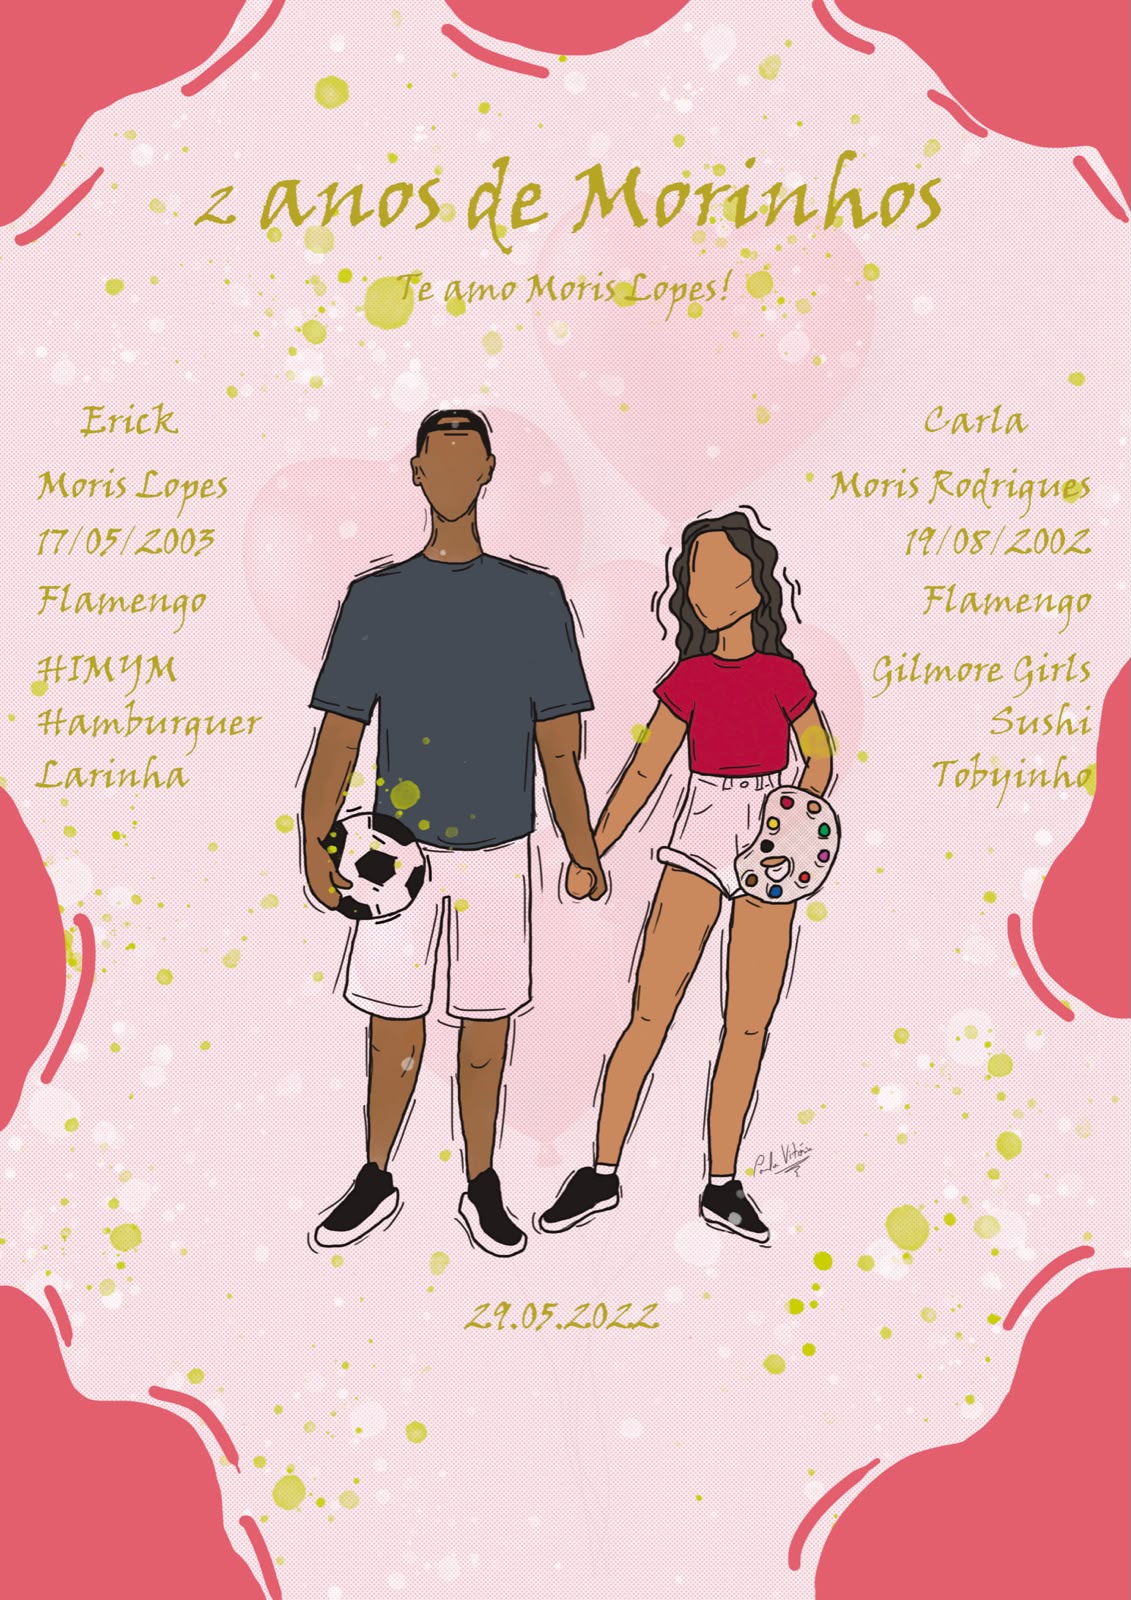 2 anos de Morinhos
Te amo Moris Lopes!
Erick
Moris Lopes
17/05/2003
Flamengo
HIMYM
Hamburguer
Larinha
Carla
Moris Rodrigues
19/08/2002
Flamengo
Gilmore Girls
Sushi
Tobyinho
29.05.2022